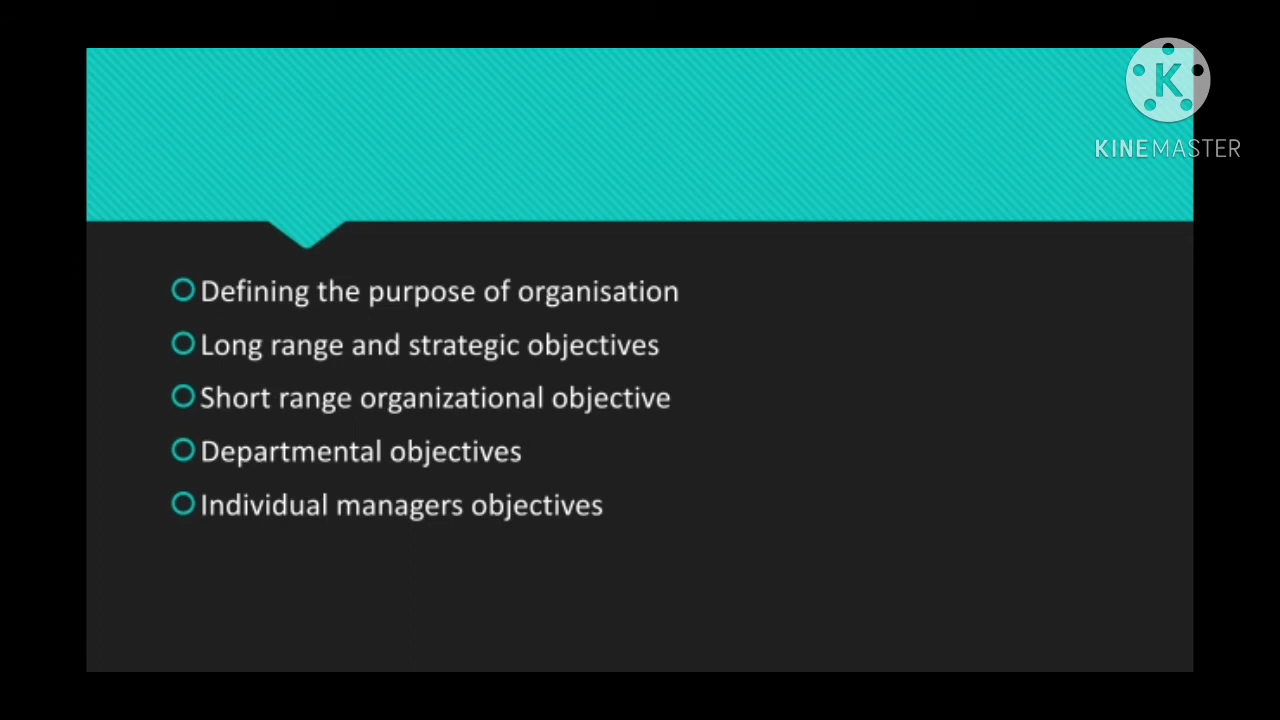 K
KINEMASTER
Defining the purpose of organisation
Long range and strategic objectives
Short range organizational objective
Departmental objectives
Individual managers objectives